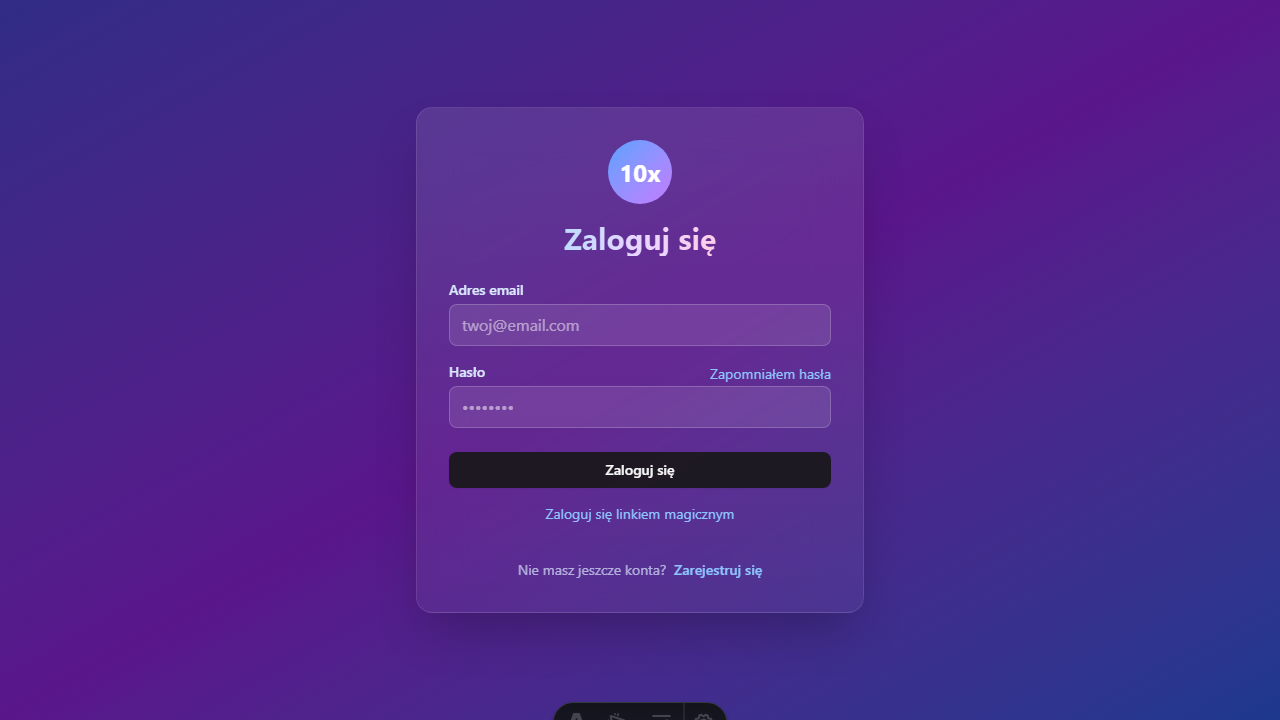 10x
Zaloguj się
Adres email
twoj@email.com
Hasło
Zapomniałem hasła
••••••••
Zaloguj się
Zaloguj się linkiem magicznym
Nie masz jeszcze konta? Zarejestruj się